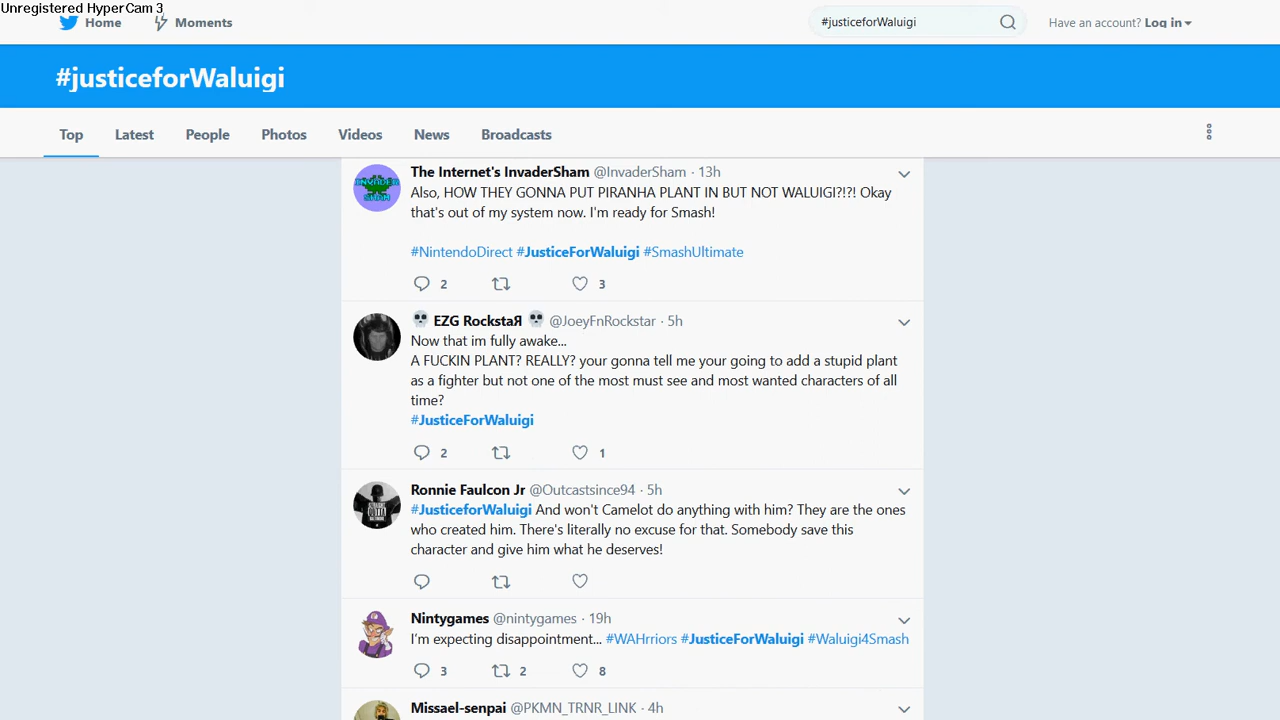 Unregistered HyperCam 3
Home Moments #justiceforWaluigi Have an account? Log in
#justiceforWaluigi
Top Latest People Photos Videos News Broadcasts
The Internet's InvaderSham @InvaderSham · 13h
Also, HOW THEY GONNA PUT PIRANHA PLANT IN BUT NOT WALUIGI?!?! Okay
that's out of my system now. I'm ready for Smash!
#NintendoDirect #JusticeForWaluigi #SmashUltimate
2 3
INVADER
SHAM
💀 EZG RockstaЯ 💀 @JoeyFnRockstar · 5h
Now that im fully awake...
A FUCKIN PLANT? REALLY? your gonna tell me your going to add a stupid plant
as a fighter but not one of the most must see and most wanted characters of all
time?
#JusticeForWaluigi
2 1
Ronnie Faulcon Jr @Outcastsince94 · 5h
#JusticeforWaluigi And won't Camelot do anything with him? They are the ones
who created him. There's literally no excuse for that. Somebody save this
character and give him what he deserves!
Nintygames @nintygames · 19h
I'm expecting disappointment... #WAHrriors #JusticeForWaluigi #Waluigi4Smash
3 2 8
Missael-senpai @PKMN_TRNR_LINK · 4h